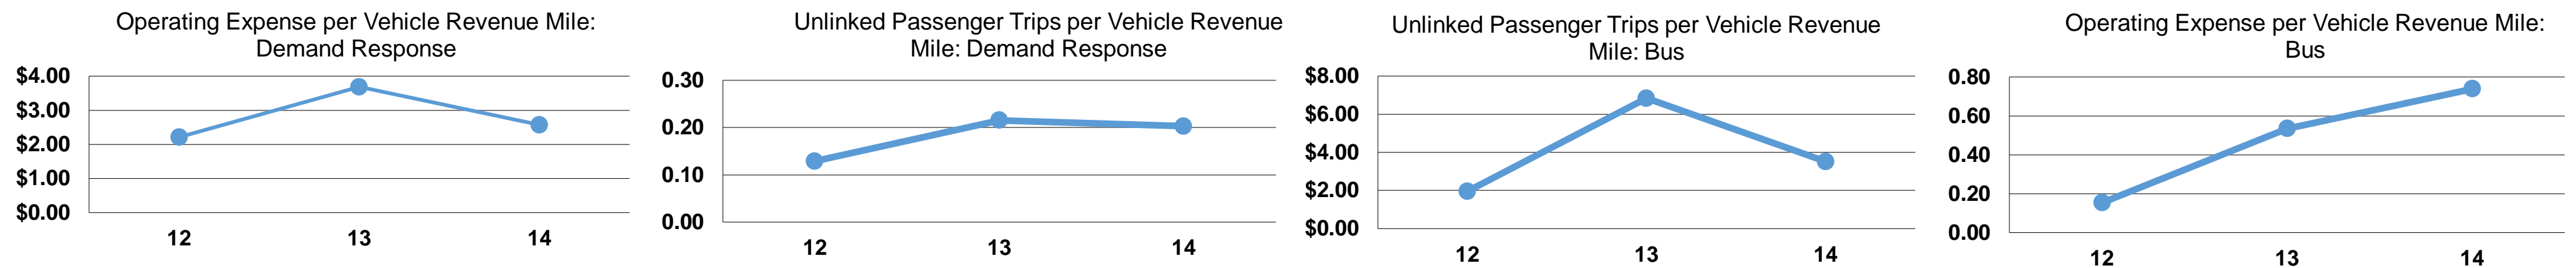 Operating Expense per Vehicle Revenue Mile:
Demand Response
$4.00
$3.00
$2.00
$1.00
$0.00
12 13 14
Unlinked Passenger Trips per Vehicle Revenue
Mile: Demand Response
0.30
0.20
0.10
0.00
12 13 14
Unlinked Passenger Trips per Vehicle Revenue
Mile: Bus
$8.00
$6.00
$4.00
$2.00
$0.00
12 13 14
Operating Expense per Vehicle Revenue Mile:
Bus
0.80
0.60
0.40
0.20
0.00
12 13 14